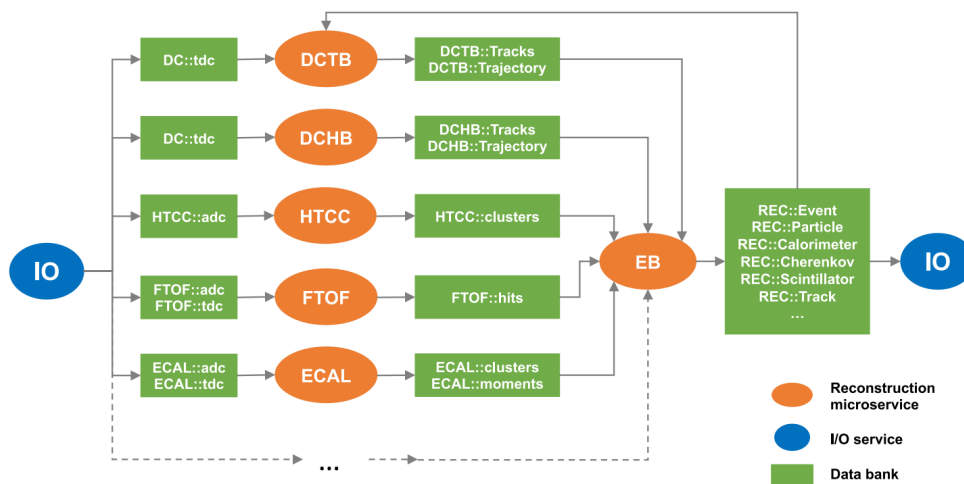 DC::tdc
DCTB
DCTB::Tracks
DCTB::Trajectory
DC::tdc
DCHB
DCHB::Tracks
DCHB::Trajectory
HTCC::adc
HTCC
HTCC::clusters
IO
FTOF::adc
FTOF::tdc
FTOF
FTOF::hits
ECAL::adc
ECAL::tdc
ECAL
ECAL::clusters
ECAL::moments
...
EB
REC::Event
REC::Particle
REC::Calorimeter
REC::Cherenkov
REC::Scintillator
REC::Track
...
IO
Reconstruction
microservice
I/O service
Data bank